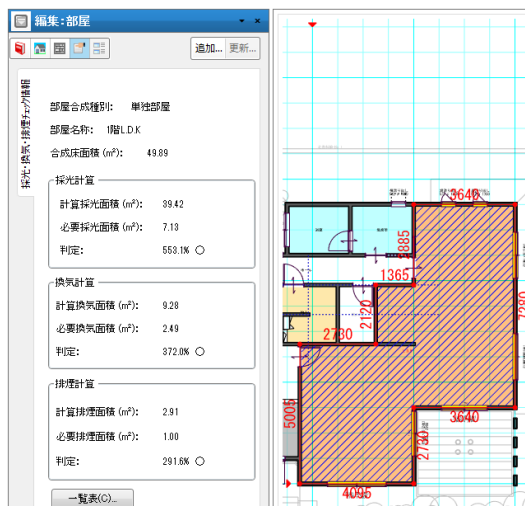 編集:部屋
追加... 更新...
採光・換気・排煙チェック情報
部屋合成種別: 単独部屋
部屋名称: 1階L.D.K
合成床面積 (㎡): 49.89
採光計算
計算採光面積 (㎡): 39.42
必要採光面積 (㎡): 7.13
判定: 553.1% ○
換気計算
計算換気面積 (㎡): 9.28
必要換気面積 (㎡): 2.49
判定: 372.0% ○
排煙計算
計算排煙面積 (㎡): 2.91
必要排煙面積 (㎡): 1.00
判定: 291.6% ○
一覧表(C)...
3640
3885
1365
7280
2120
2730
5005
3640
2730
4095